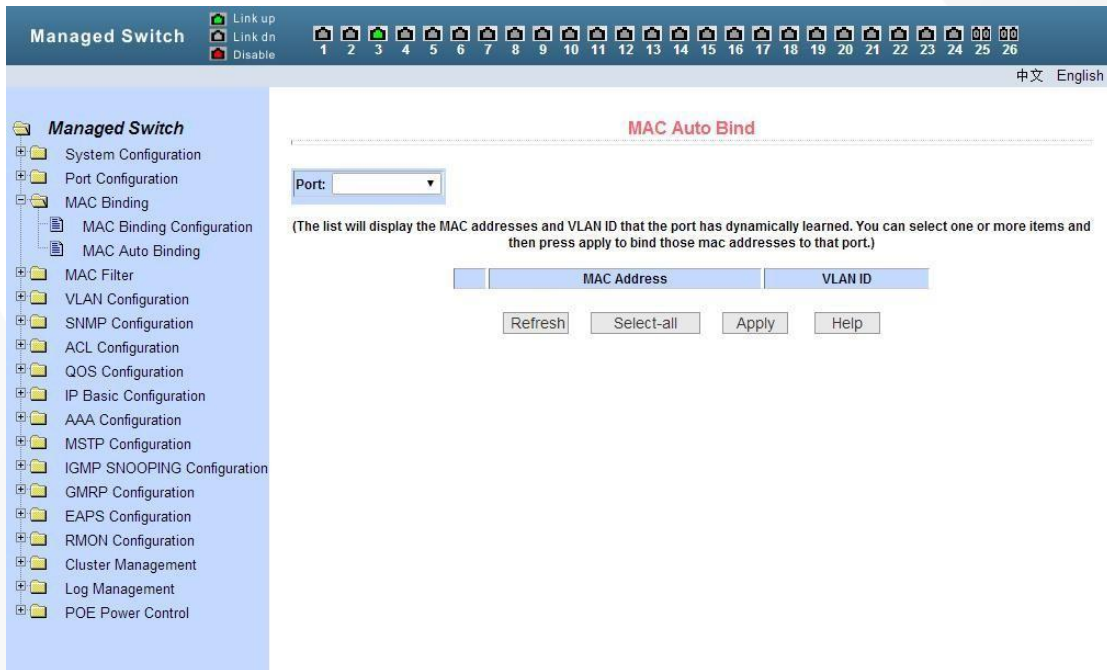 Managed Switch
Link up
Link dn
Disable
1 2 3 4 5 6 7 8 9 10 11 12 13 14 15 16 17 18 19 20 21 22 23 24 25 26
中文 English
Managed Switch
System Configuration
Port Configuration
MAC Binding
MAC Binding Configuration
MAC Auto Binding
MAC Filter
VLAN Configuration
SNMP Configuration
ACL Configuration
QOS Configuration
IP Basic Configuration
AAA Configuration
MSTP Configuration
IGMP SNOOPING Configuration
GMRP Configuration
EAPS Configuration
RMON Configuration
Cluster Management
Log Management
POE Power Control
MAC Auto Bind
Port:
(The list will display the MAC addresses and VLAN ID that the port has dynamically learned. You can select one or more items and
then press apply to bind those mac addresses to that port.)
MAC Address VLAN ID
Refresh Select-all Apply Help